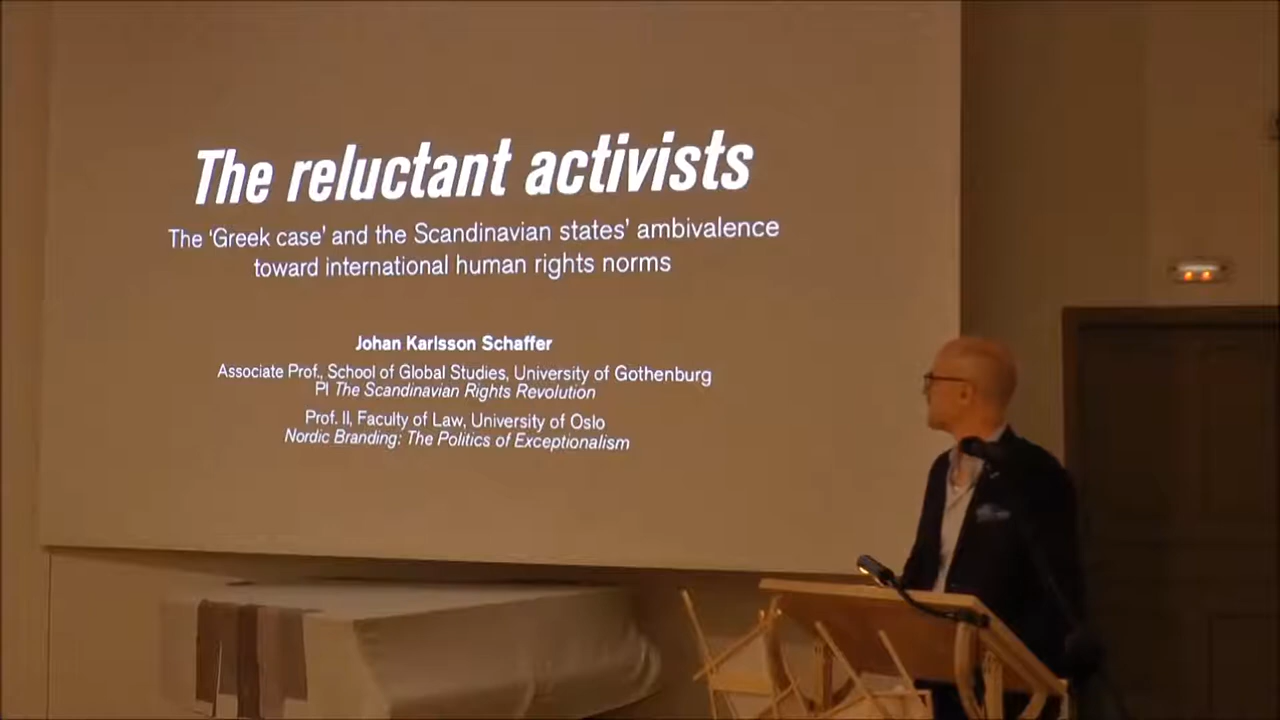 The reluctant activists
The 'Greek case' and the Scandinavian states' ambivalence
toward international human rights norms
Johan Karlsson Schaffer
Associate Prof., School of Global Studies, University of Gothenburg
PI The Scandinavian Rights Revolution
Prof. II, Faculty of Law, University of Oslo
Nordic Branding: The Politics of Exceptionalism